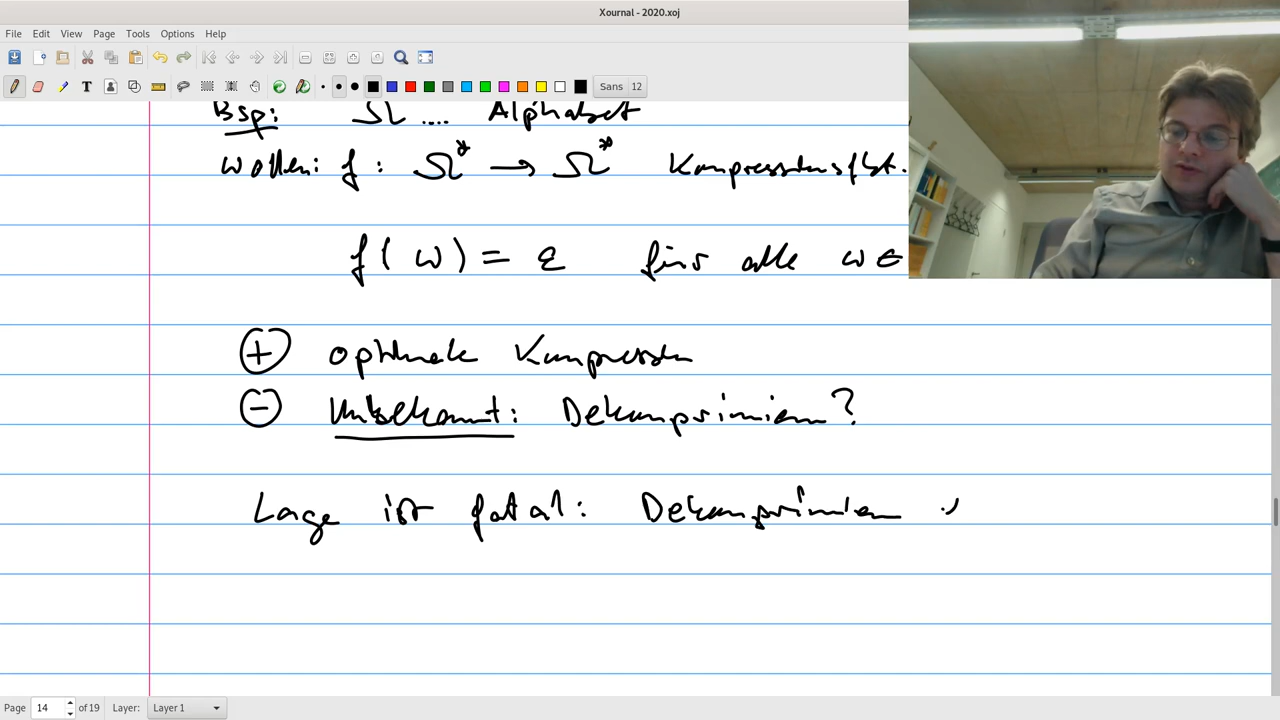 Xournal - 2020.xoj
File Edit View Page Tools Options Help
Sans 12
Bsp: Ω .... Alphabet
Wollen: f : Ω* → Ω* Kompressionsfkt.
f(w) = ε für alle w ∈
⊕ optimale Kompression
⊖ Unbekannt: Dekomprimieren?
Lage ist fatal: Dekomprimieren
Page 14 of 19 Layer: Layer 1